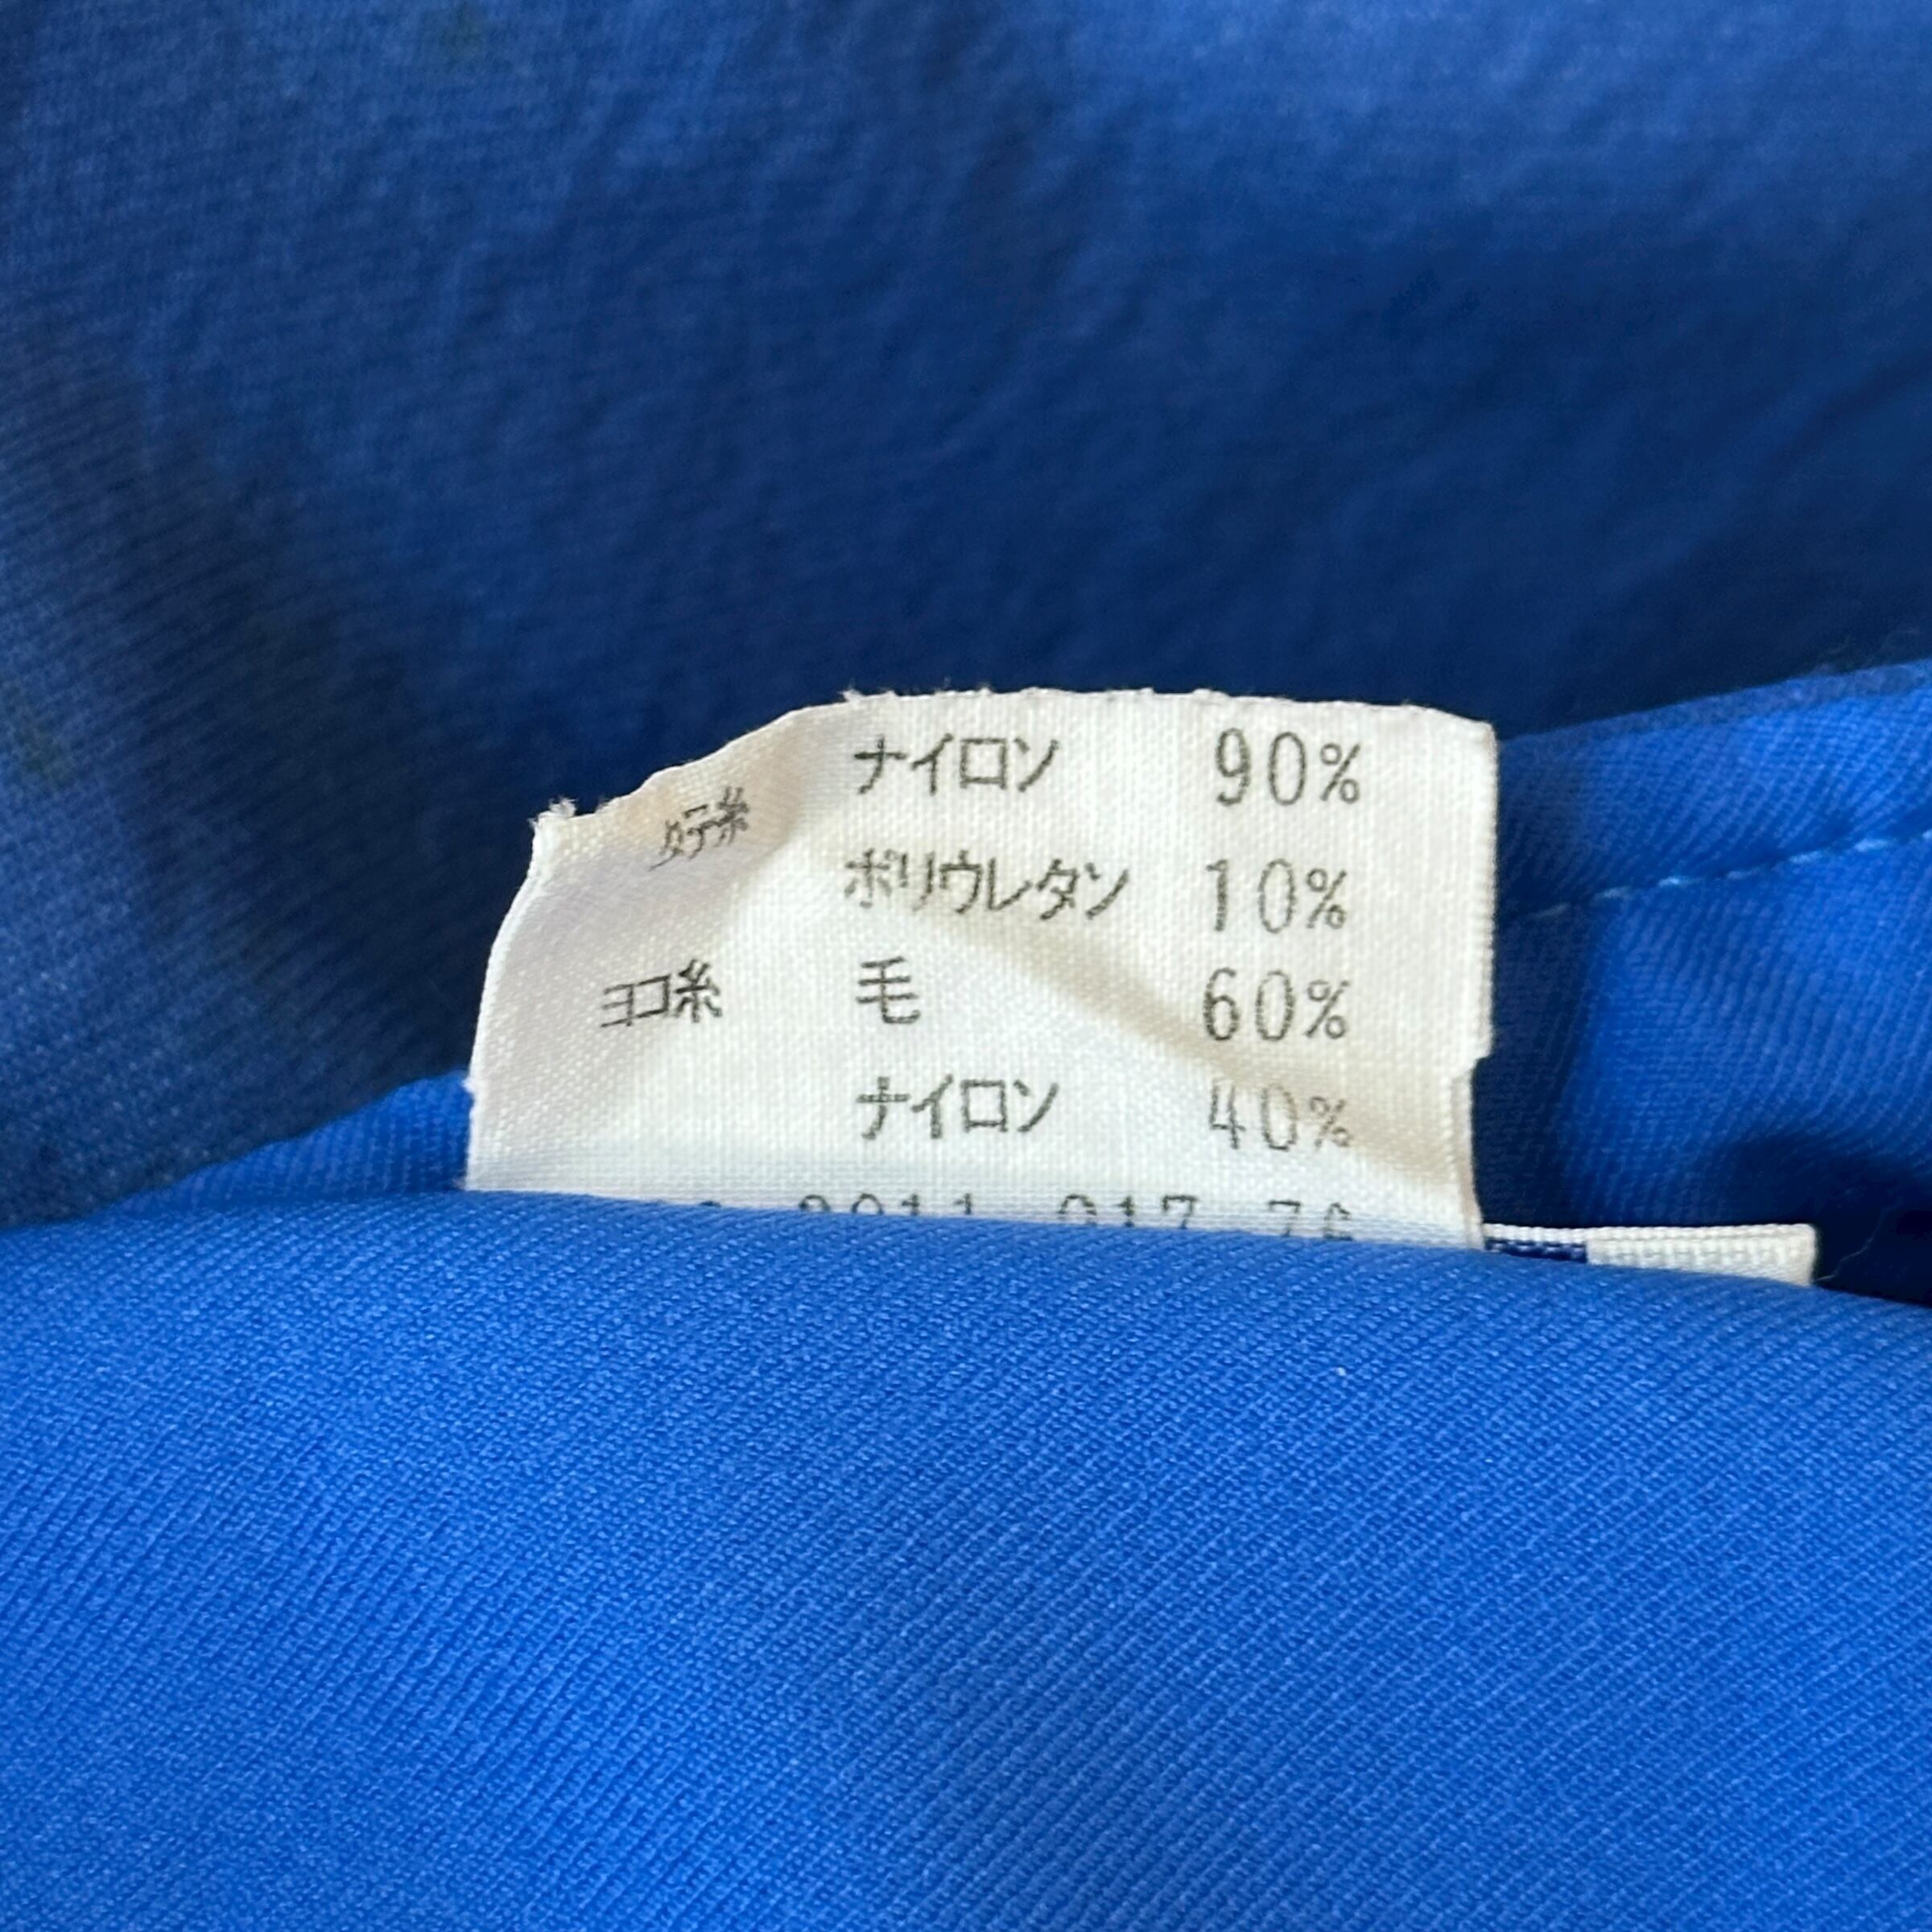 タテ糸 ナイロン 90%
ポリウレタン 10%
ヨコ糸 毛 60%
ナイロン 40%